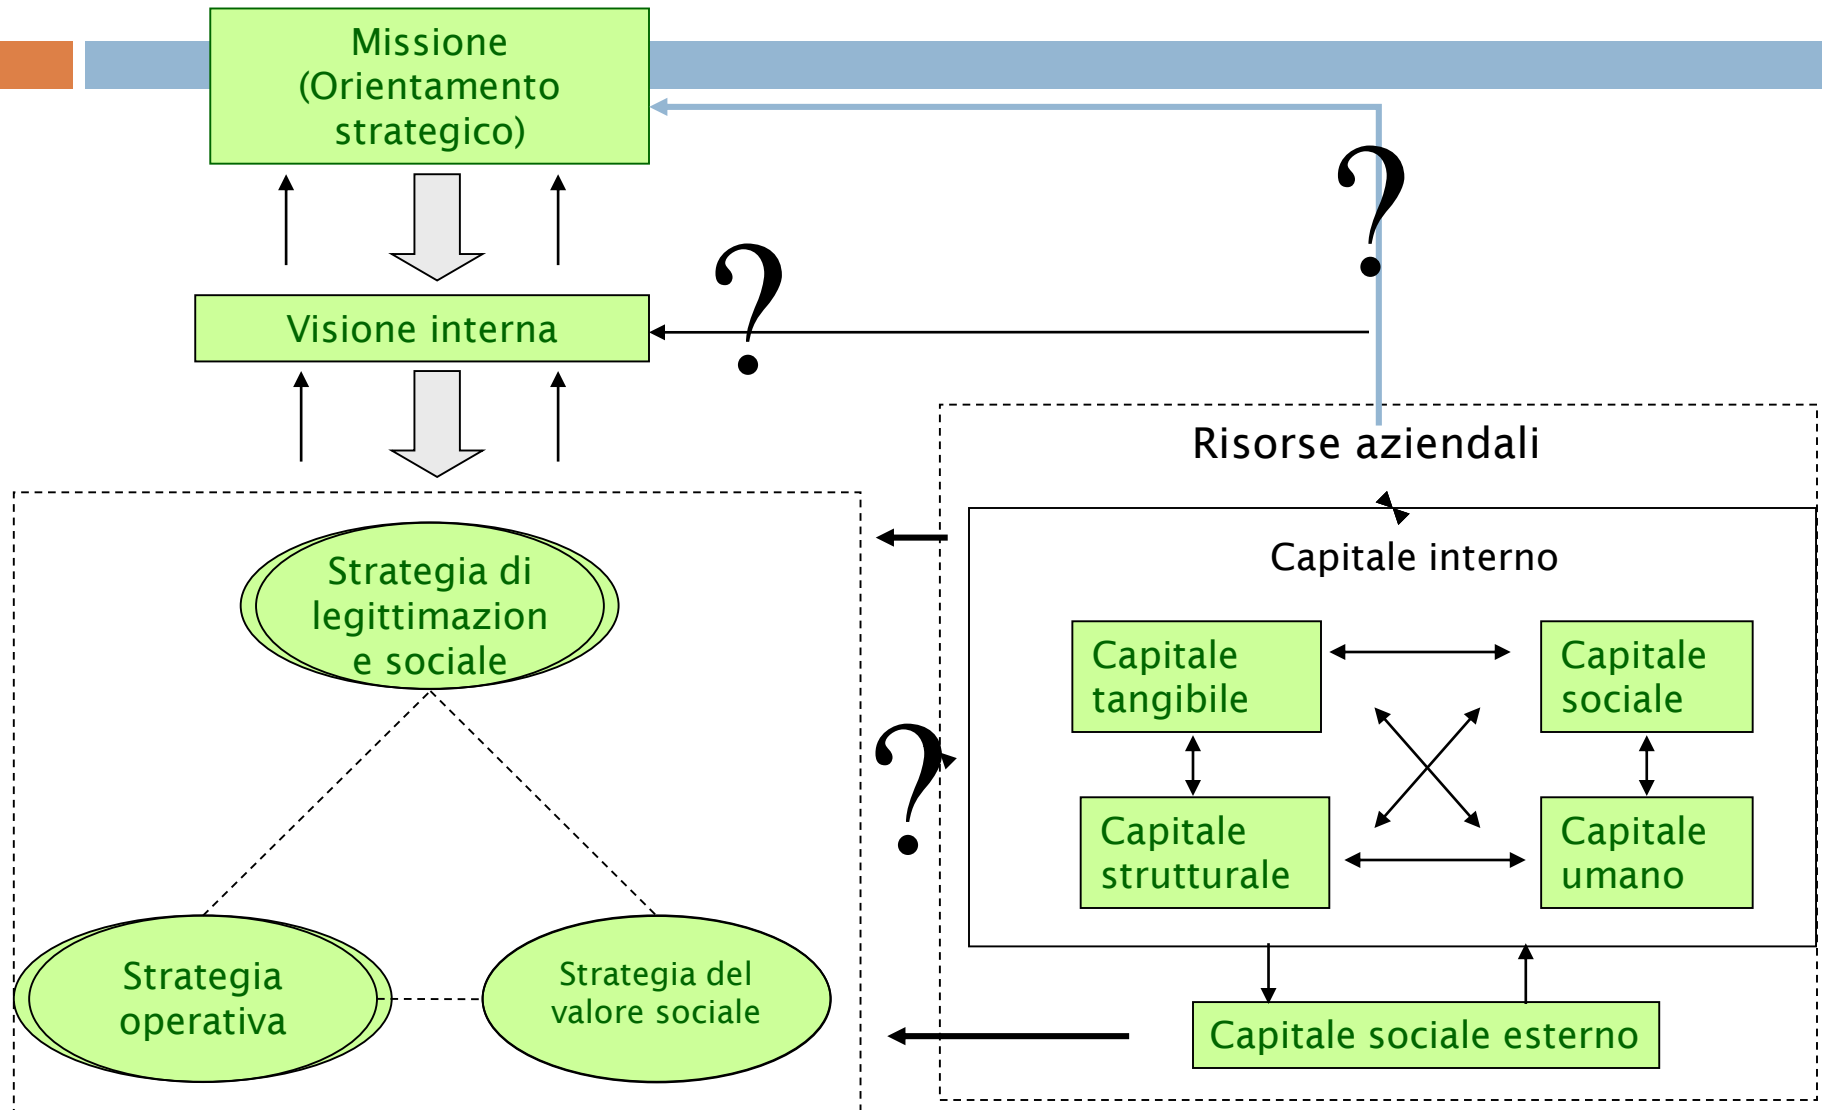 Missione
(Orientamento
strategico)
?
?
Visione interna
Risorse aziendali
Capitale interno
Strategia di
legittimazion
e sociale
Capitale
tangibile
Capitale
sociale
?
Capitale
strutturale
Capitale
umano
Strategia
operativa
Strategia del
valore sociale
Capitale sociale esterno